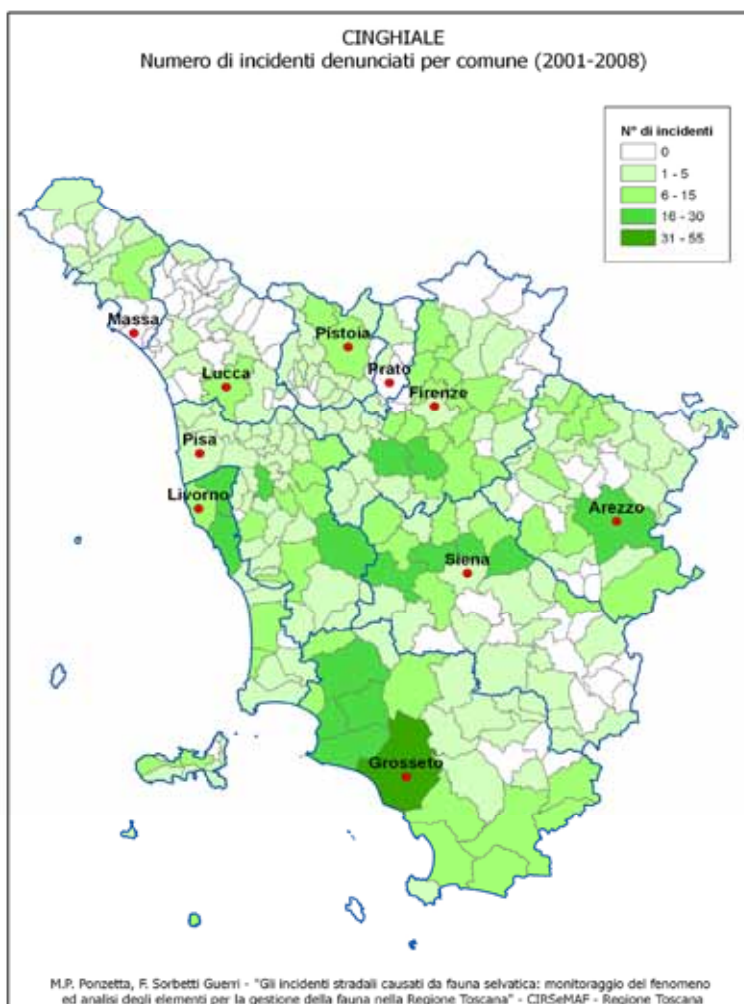 CINGHIALE
Numero di incidenti denunciati per comune (2001-2008)
N° di incidenti
0
1 - 5
6 - 15
16 - 30
31 - 55
Massa
Pistoia
Prato
Lucca
Firenze
Pisa
Livorno
Arezzo
Siena
Grosseto
M.P. Ponzetta, F. Sorbetti Guerri - "Gli incidenti stradali causati da fauna selvatica: monitoraggio del fenomeno
ed analisi degli elementi per la gestione della fauna nella Regione Toscana" - CIRSeMAF - Regione Toscana